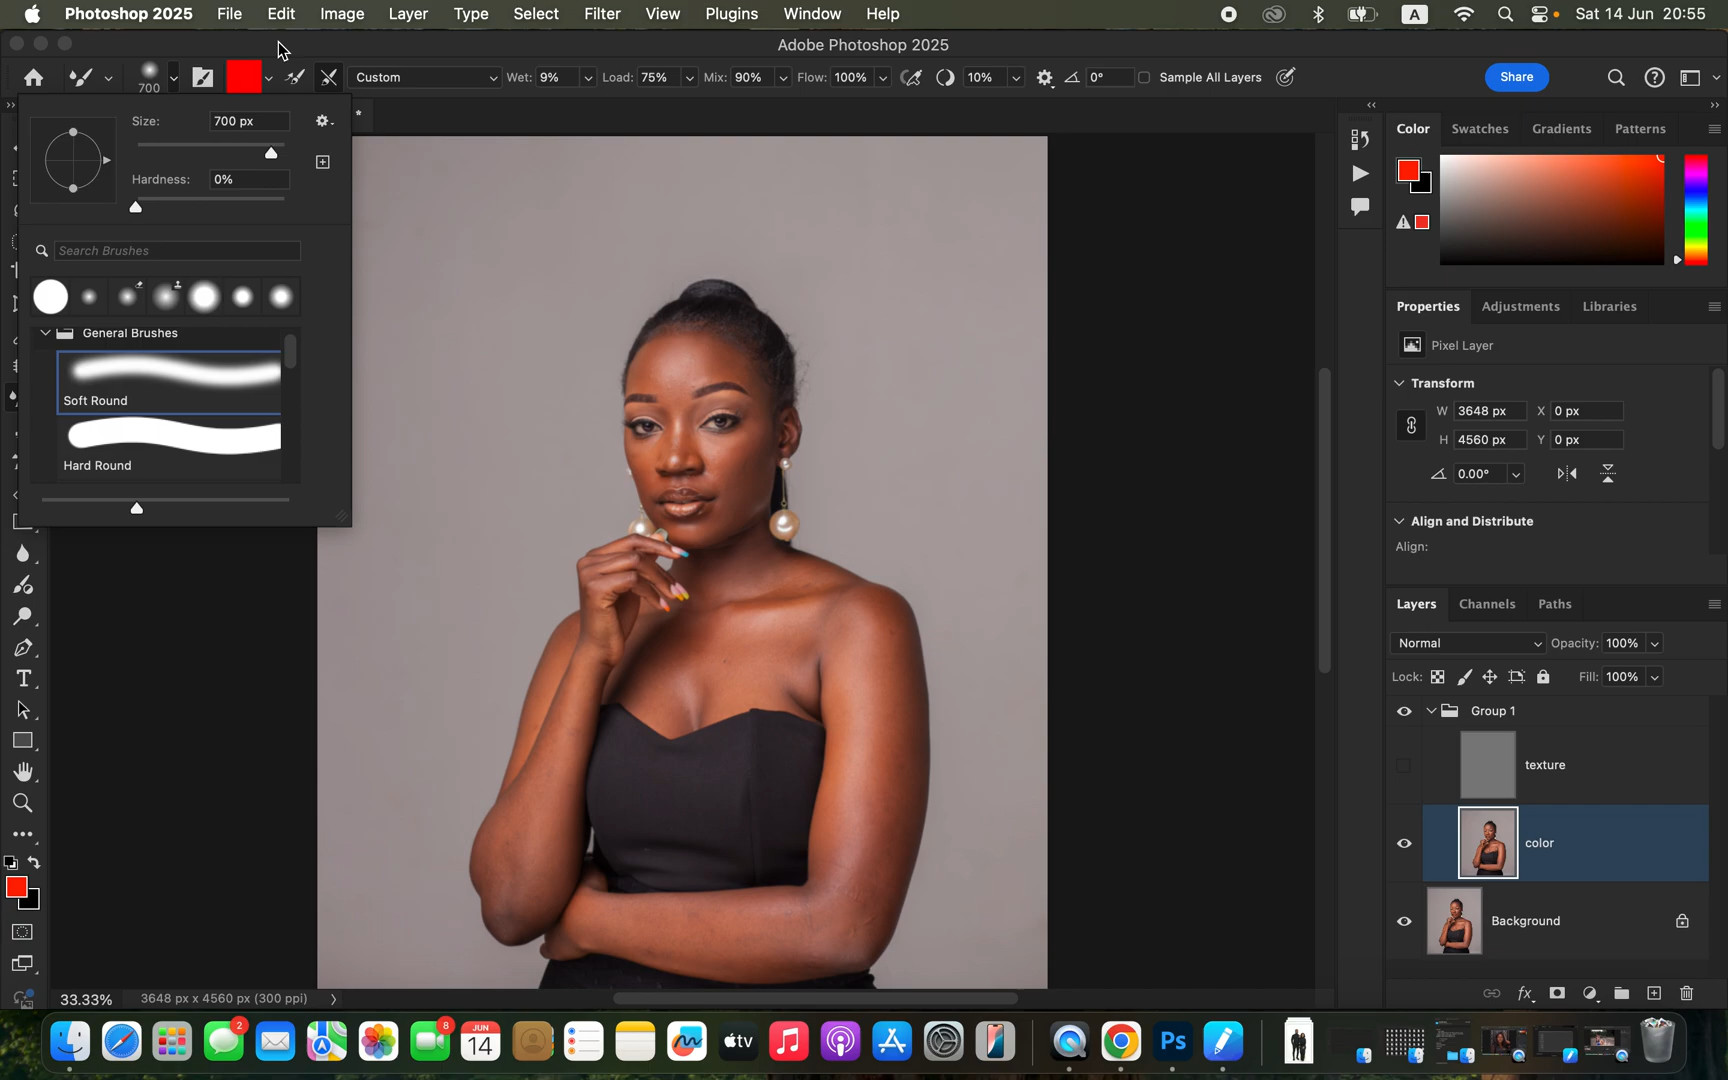 Photoshop 2025 File Edit Image Layer Type Select Filter View Plugins Window Help A Sat 14 Jun 20:55
Adobe Photoshop 2025
700 Custom Wet: 9% Load: 75% Mix: 90% Flow: 100% 10% 0° Sample All Layers Share
Size: 700 px
Hardness: 0%
Search Brushes
General Brushes
Soft Round
Hard Round
*
Color Swatches Gradients Patterns
Properties Adjustments Libraries
Pixel Layer
Transform
W 3648 px X 0 px
H 4560 px Y 0 px
0.00°
Align and Distribute
Align:
Layers Channels Paths
Normal Opacity: 100%
Lock: Fill: 100%
Group 1
texture
color
Background
fx
T
33.33% 3648 px x 4560 px (300 ppi)
2
8
JUN
14
tv
Ps